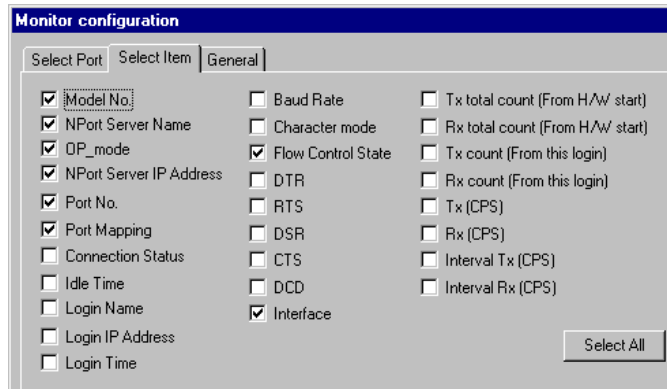 Monitor configuration
Select Port Select Item General
Model No.
NPort Server Name
OP_mode
NPort Server IP Address
Port No.
Port Mapping
Connection Status
Idle Time
Login Name
Login IP Address
Login Time
Baud Rate
Character mode
Flow Control State
DTR
RTS
DSR
CTS
DCD
Interface
Tx total count (From H/W start)
Rx total count (From H/W start)
Tx count (From this login)
Rx count (From this login)
Tx (CPS)
Rx (CPS)
Interval Tx (CPS)
Interval Rx (CPS)
Select All